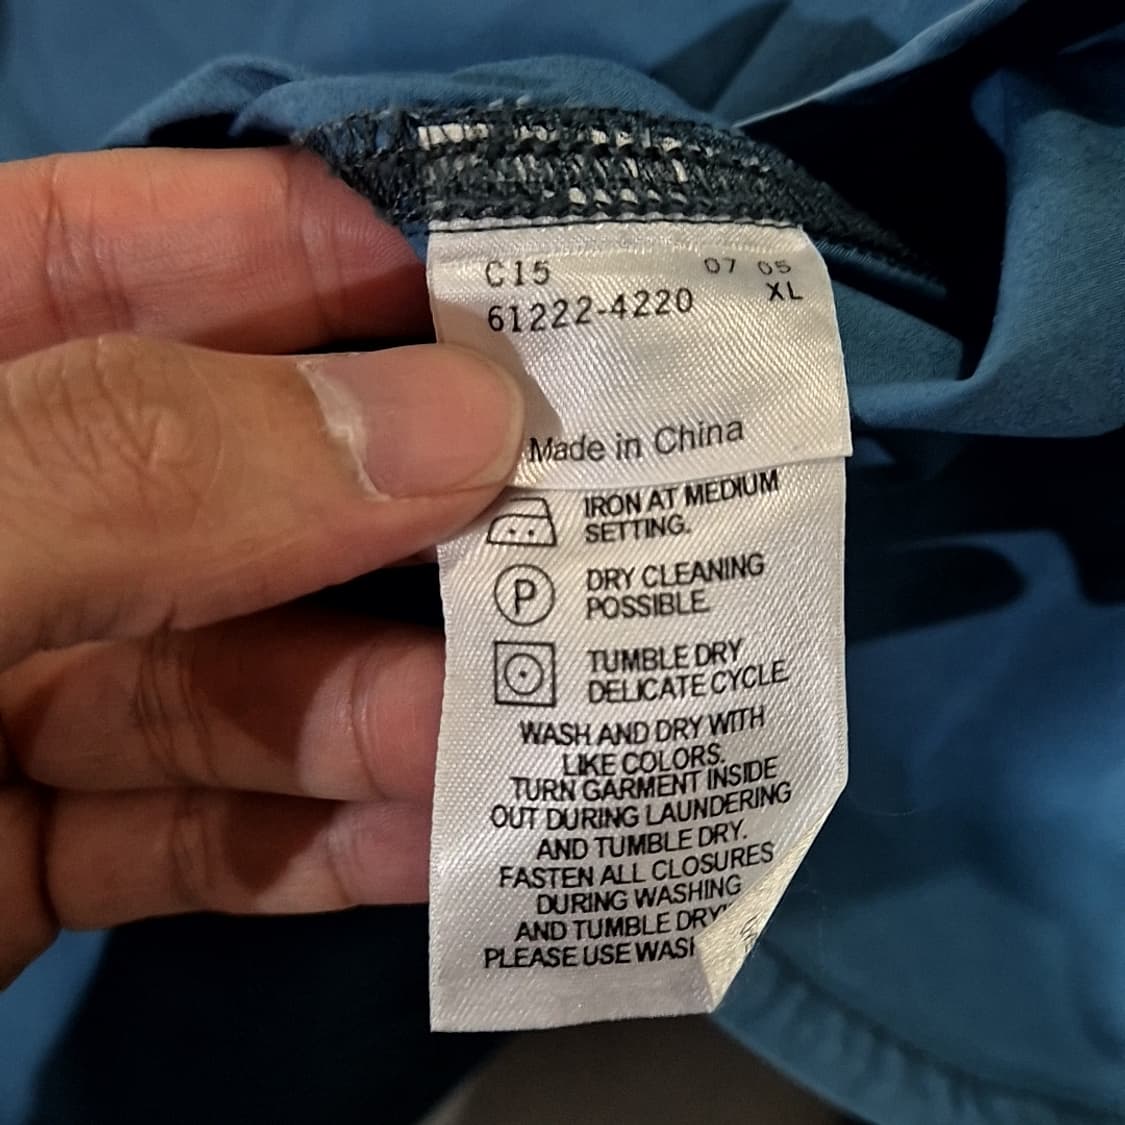 C15 07 05
61222-4220 XL
Made in China
IRON AT MEDIUM
SETTING.
P DRY CLEANING
POSSIBLE.
TUMBLE DRY
DELICATE CYCLE.
WASH AND DRY WITH
LIKE COLORS.
TURN GARMENT INSIDE
OUT DURING LAUNDERING
AND TUMBLE DRY.
FASTEN ALL CLOSURES
DURING WASHING
AND TUMBLE
PLEASE USE